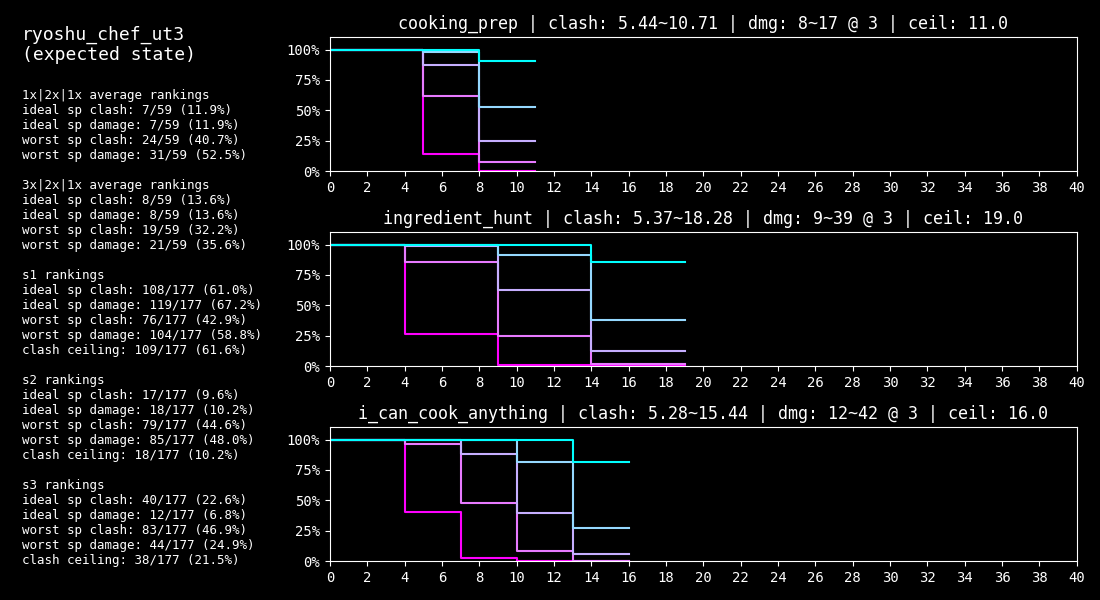 ryoshu_chef_ut3
(expected state)
1x|2x|1x average rankings
ideal sp clash: 7/59 (11.9%)
ideal sp damage: 7/59 (11.9%)
worst sp clash: 24/59 (40.7%)
worst sp damage: 31/59 (52.5%)
3x|2x|1x average rankings
ideal sp clash: 8/59 (13.6%)
ideal sp damage: 8/59 (13.6%)
worst sp clash: 19/59 (32.2%)
worst sp damage: 21/59 (35.6%)
s1 rankings
ideal sp clash: 108/177 (61.0%)
ideal sp damage: 119/177 (67.2%)
worst sp clash: 76/177 (42.9%)
worst sp damage: 104/177 (58.8%)
clash ceiling: 109/177 (61.6%)
s2 rankings
ideal sp clash: 17/177 (9.6%)
ideal sp damage: 18/177 (10.2%)
worst sp clash: 79/177 (44.6%)
worst sp damage: 85/177 (48.0%)
clash ceiling: 18/177 (10.2%)
s3 rankings
ideal sp clash: 40/177 (22.6%)
ideal sp damage: 12/177 (6.8%)
worst sp clash: 83/177 (46.9%)
worst sp damage: 44/177 (24.9%)
clash ceiling: 38/177 (21.5%)
cooking_prep | clash: 5.44~10.71 | dmg: 8~17 @ 3 | ceil: 11.0
100%
75%
50%
25%
0%
0 2 4 6 8 10 12 14 16 18 20 22 24 26 28 30 32 34 36 38 40
ingredient_hunt | clash: 5.37~18.28 | dmg: 9~39 @ 3 | ceil: 19.0
100%
75%
50%
25%
0%
0 2 4 6 8 10 12 14 16 18 20 22 24 26 28 30 32 34 36 38 40
i_can_cook_anything | clash: 5.28~15.44 | dmg: 12~42 @ 3 | ceil: 16.0
100%
75%
50%
25%
0%
0 2 4 6 8 10 12 14 16 18 20 22 24 26 28 30 32 34 36 38 40